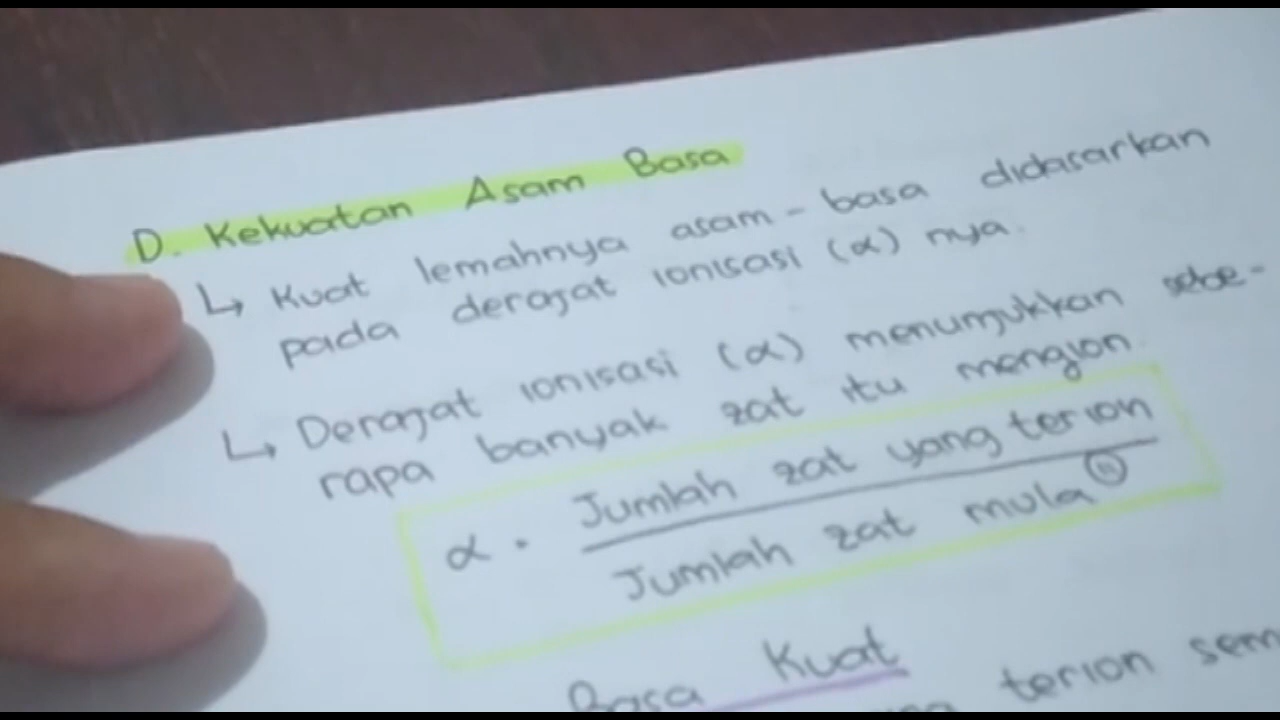 D. Kekuatan Asam Basa
↳ Kuat lemahnya asam-basa didasarkan
pada derajat ionisasi (α) nya.
↳ Derajat ionisasi (α) menunjukkan sebe-
rapa banyak zat itu mengion.
Jumlah zat yang terion
α =
Jumlah zat mula②
Basa Kuat
terion sem